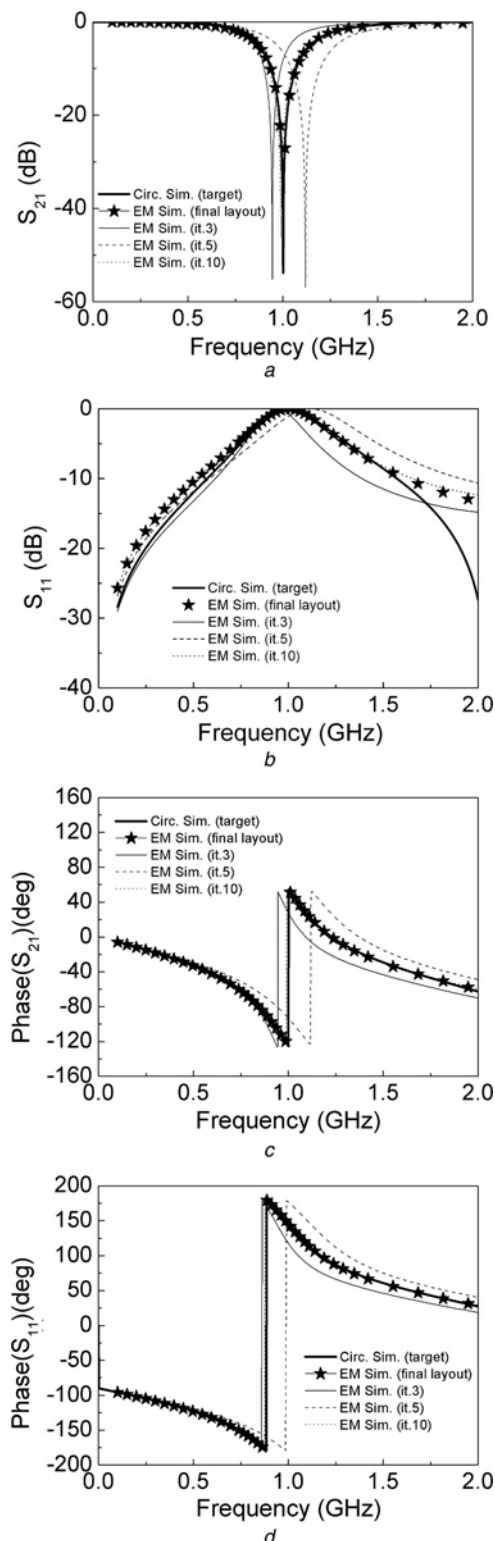 0
-20
-40
-60
S21 (dB)
Circ. Sim. (target)
EM Sim. (final layout)
EM Sim. (it.3)
EM Sim. (it.5)
EM Sim. (it.10)
0.0 0.5 1.0 1.5 2.0
Frequency (GHz)
a
0
-10
-20
-30
-40
S11 (dB)
Circ. Sim. (target)
EM Sim. (final layout)
EM Sim. (it.3)
EM Sim. (it.5)
EM Sim. (it.10)
0.0 0.5 1.0 1.5 2.0
Frequency (GHz)
b
160
120
80
40
0
-40
-80
-120
-160
Phase(S21)(deg)
Circ. Sim. (target)
EM Sim. (final layout)
EM Sim. (it.3)
EM Sim. (it.5)
EM Sim. (it.10)
0.0 0.5 1.0 1.5 2.0
Frequency (GHz)
c
200
150
100
50
0
-50
-100
-150
-200
Phase(S11)(deg)
Circ. Sim. (target)
EM Sim. (final layout)
EM Sim. (it.3)
EM Sim. (it.5)
EM Sim. (it.10)
0.0 0.5 1.0 1.5 2.0
Frequency (GHz)
d